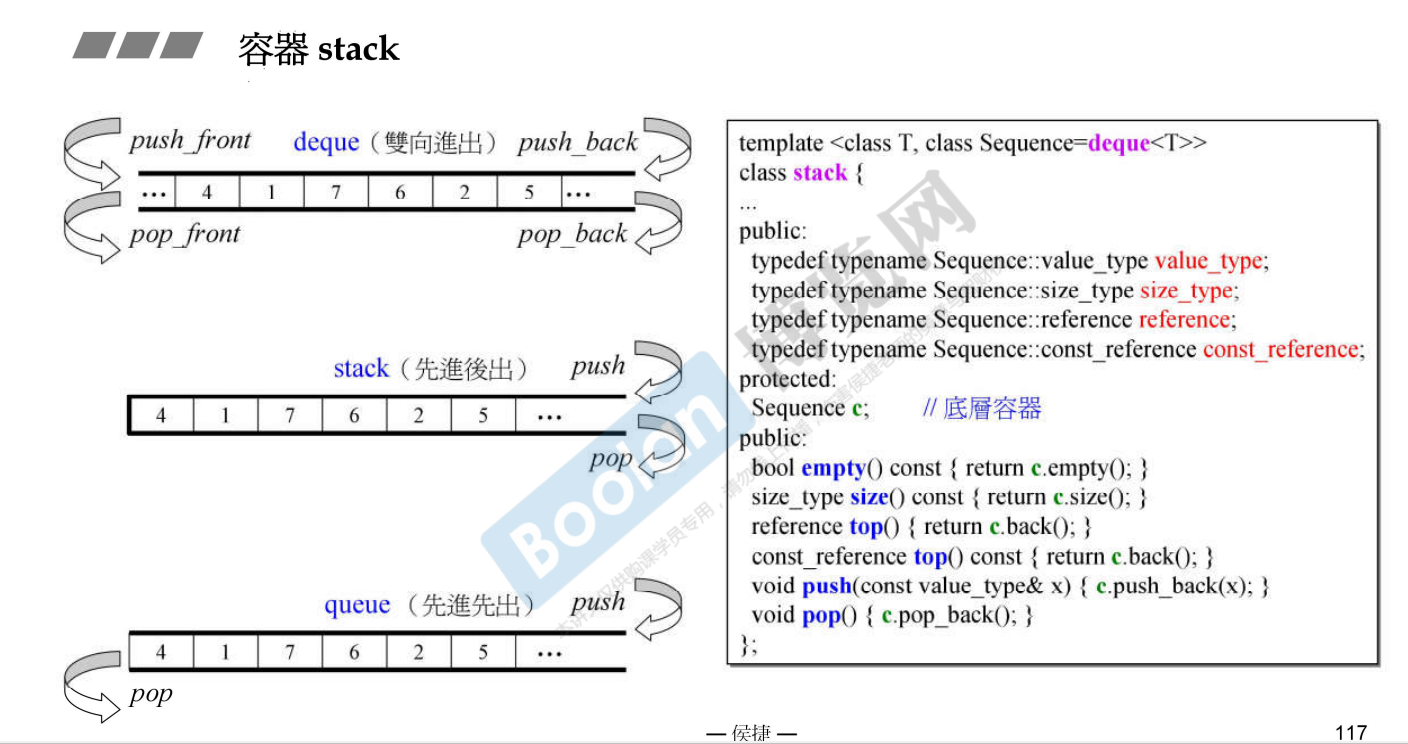 容器 stack
push_front
deque（雙向進出）
push_back
… 4 1 7 6 2 5 …
pop_front
pop_back
stack（先進後出）
push
4 1 7 6 2 5 …
pop
queue （先進先出）
push
4 1 7 6 2 5 …
pop
template <class T, class Sequence=deque<T>>
class stack {
...
public:
typedef typename Sequence::value_type value_type;
typedef typename Sequence::size_type size_type;
typedef typename Sequence::reference reference;
typedef typename Sequence::const_reference const_reference;
protected:
Sequence c; // 底層容器
public:
bool empty() const { return c.empty(); }
size_type size() const { return c.size(); }
reference top() { return c.back(); }
const_reference top() const { return c.back(); }
void push(const value_type& x) { c.push_back(x); }
void pop() { c.pop_back(); }
};
Boolan 博览网
— 侯捷 —
117